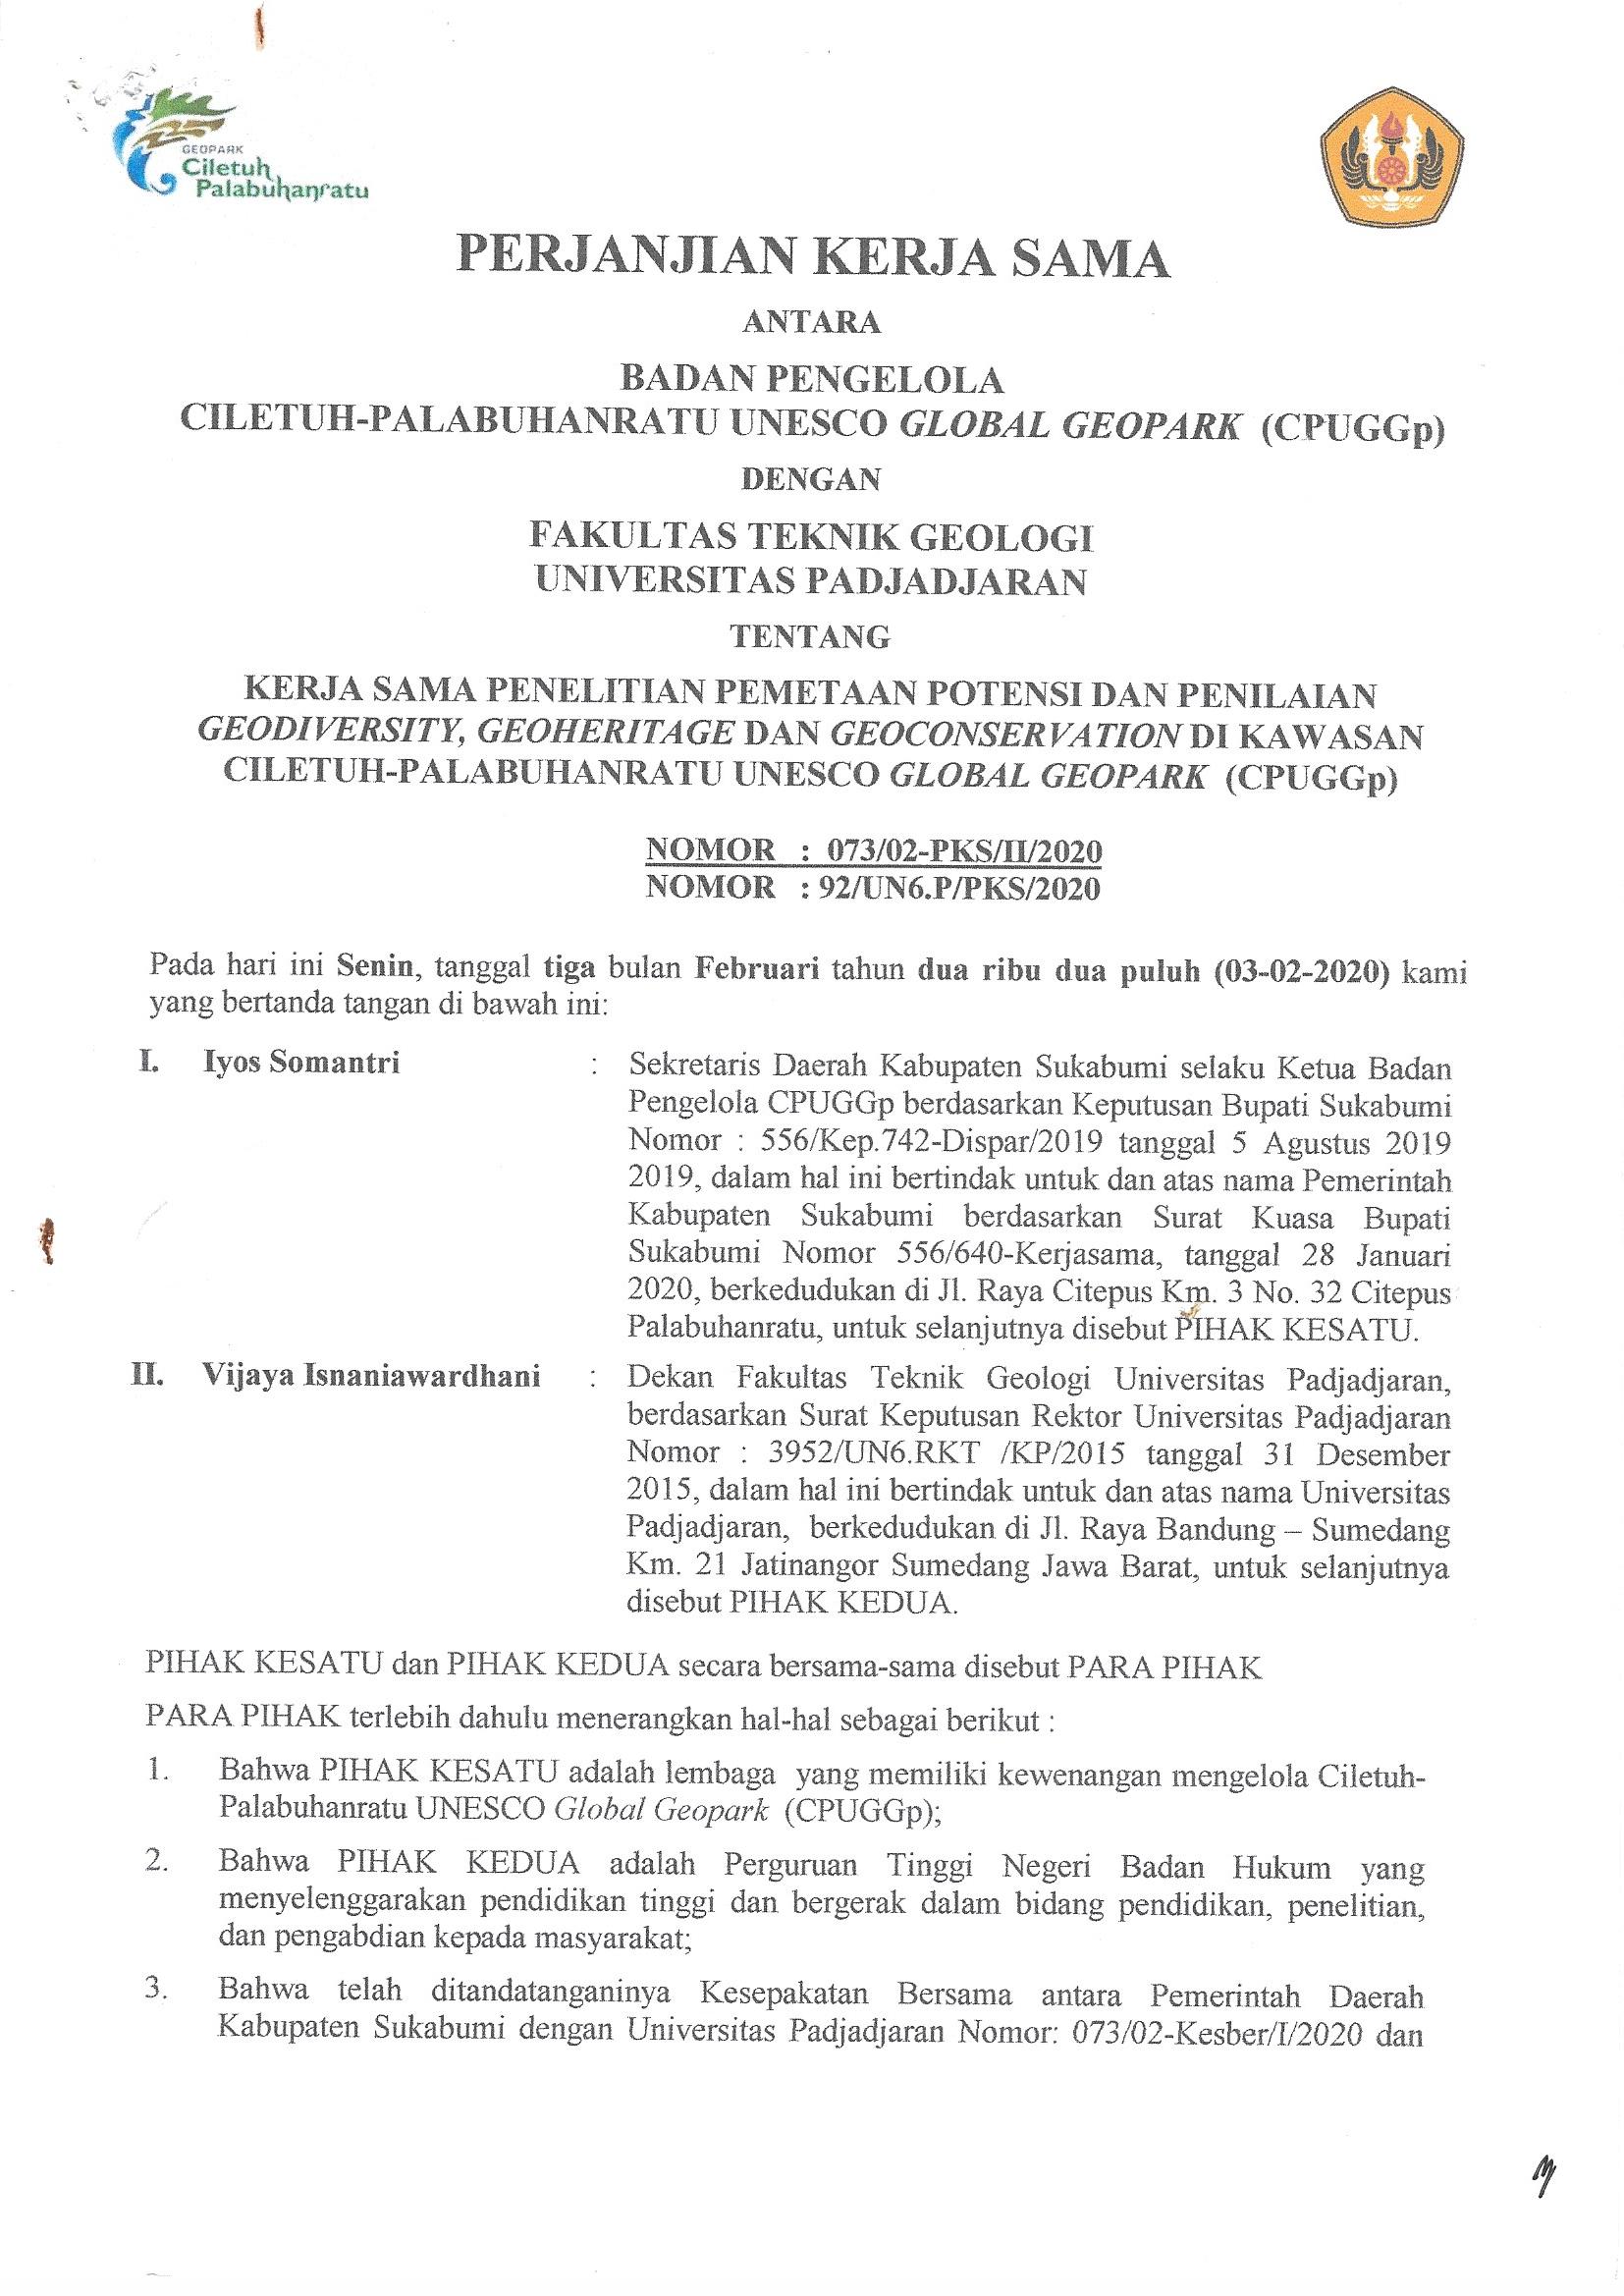 GEOPARK
Ciletuh
Palabuhanratu
PERJANJIAN KERJA SAMA
ANTARA
BADAN PENGELOLA
CILETUH-PALABUHANRATU UNESCO GLOBAL GEOPARK (CPUGGp)
DENGAN
FAKULTAS TEKNIK GEOLOGI
UNIVERSITAS PADJADJARAN
TENTANG
KERJA SAMA PENELITIAN PEMETAAN POTENSI DAN PENILAIAN
GEODIVERSITY, GEOHERITAGE DAN GEOCONSERVATION DI KAWASAN
CILETUH-PALABUHANRATU UNESCO GLOBAL GEOPARK (CPUGGp)
NOMOR : 073/02-PKS/II/2020
NOMOR : 92/UN6.P/PKS/2020
Pada hari ini Senin, tanggal tiga bulan Februari tahun dua ribu dua puluh (03-02-2020) kami
yang bertanda tangan di bawah ini:
I. Iyos Somantri : Sekretaris Daerah Kabupaten Sukabumi selaku Ketua Badan
Pengelola CPUGGp berdasarkan Keputusan Bupati Sukabumi
Nomor : 556/Kep.742-Dispar/2019 tanggal 5 Agustus 2019
2019, dalam hal ini bertindak untuk dan atas nama Pemerintah
Kabupaten Sukabumi berdasarkan Surat Kuasa Bupati
Sukabumi Nomor 556/640-Kerjasama, tanggal 28 Januari
2020, berkedudukan di Jl. Raya Citepus Km. 3 No. 32 Citepus
Palabuhanratu, untuk selanjutnya disebut PIHAK KESATU.
II. Vijaya Isnaniawardhani : Dekan Fakultas Teknik Geologi Universitas Padjadjaran,
berdasarkan Surat Keputusan Rektor Universitas Padjadjaran
Nomor : 3952/UN6.RKT /KP/2015 tanggal 31 Desember
2015, dalam hal ini bertindak untuk dan atas nama Universitas
Padjadjaran, berkedudukan di Jl. Raya Bandung – Sumedang
Km. 21 Jatinangor Sumedang Jawa Barat, untuk selanjutnya
disebut PIHAK KEDUA.
PIHAK KESATU dan PIHAK KEDUA secara bersama-sama disebut PARA PIHAK
PARA PIHAK terlebih dahulu menerangkan hal-hal sebagai berikut :
1. Bahwa PIHAK KESATU adalah lembaga yang memiliki kewenangan mengelola Ciletuh-
Palabuhanratu UNESCO Global Geopark (CPUGGp);
2. Bahwa PIHAK KEDUA adalah Perguruan Tinggi Negeri Badan Hukum yang
menyelenggarakan pendidikan tinggi dan bergerak dalam bidang pendidikan, penelitian,
dan pengabdian kepada masyarakat;
3. Bahwa telah ditandatanganinya Kesepakatan Bersama antara Pemerintah Daerah
Kabupaten Sukabumi dengan Universitas Padjadjaran Nomor: 073/02-Kesber/I/2020 dan